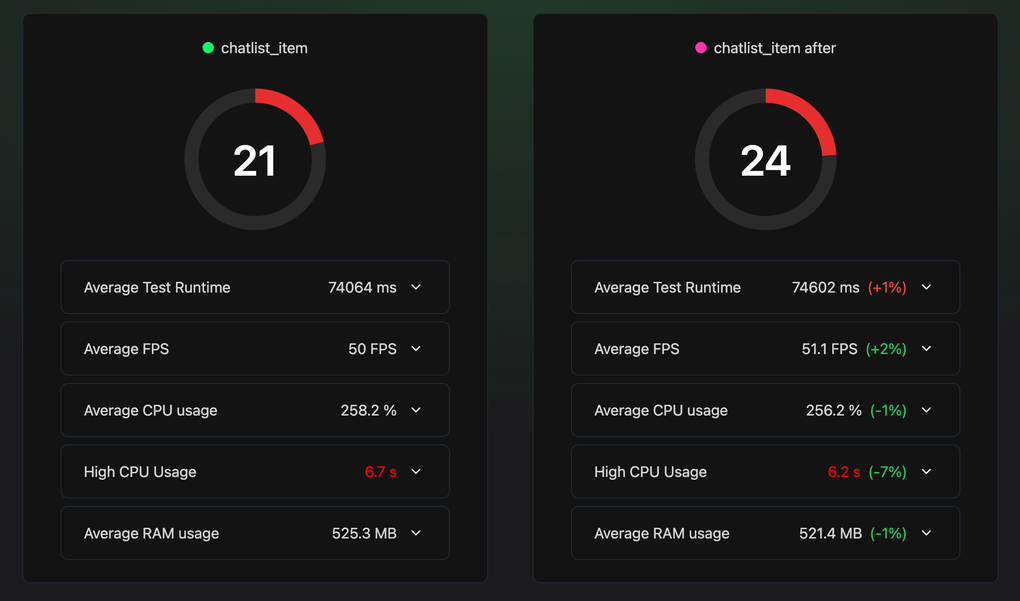 chatlist_item
21
Average Test Runtime 74064 ms
Average FPS 50 FPS
Average CPU usage 258.2 %
High CPU Usage 6.7 s
Average RAM usage 525.3 MB
chatlist_item after
24
Average Test Runtime 74602 ms (+1%)
Average FPS 51.1 FPS (+2%)
Average CPU usage 256.2 % (-1%)
High CPU Usage 6.2 s (-7%)
Average RAM usage 521.4 MB (-1%)